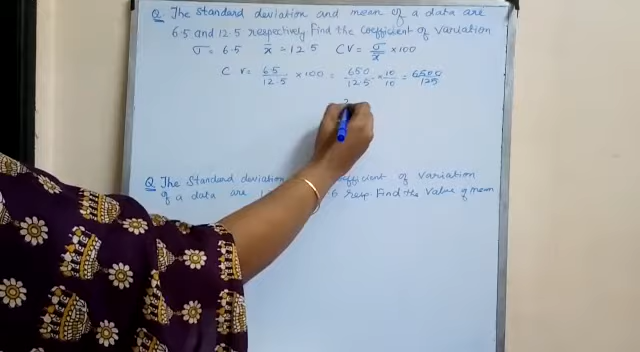 Q The Standard deviation and mean of a data are
6.5 and 12.5 respectively Find the Coefficient of Variation
σ = 6.5 x̄ = 12.5 CV = σ/x̄ × 100
C V = 6.5/12.5 × 100 = 650/12.5 × 10/10 = 6500/125
Q The Standard deviation of Variation
of a data are 6 resp. Find the Value of mean